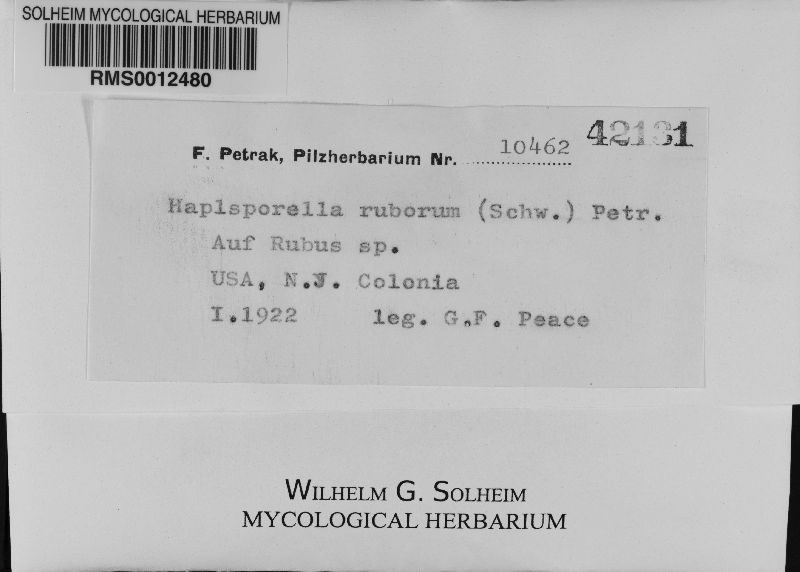 SOLHEIM MYCOLOGICAL HERBARIUM
RMS0012480
F. Petrak, Pilzherbarium Nr. 10462 42131
Haplsporella ruborum (Schw.) Petr.
Auf Rubus sp.
USA, N.J. Colonia
I.1922 leg. G.F. Peace
WILHELM G. SOLHEIM
MYCOLOGICAL HERBARIUM